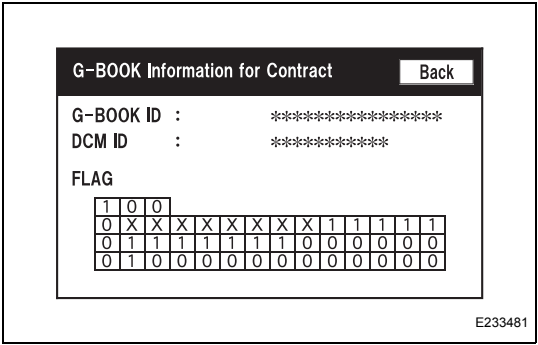 G-BOOK Information for Contract Back
G-BOOK ID : ****************
DCM ID : ***********
FLAG
1 0 0
0 X X X X X X X X 1 1 1 1 1
0 1 1 1 1 1 1 1 0 0 0 0 0 0
0 1 0 0 0 0 0 0 0 0 0 0 0 0
E233481